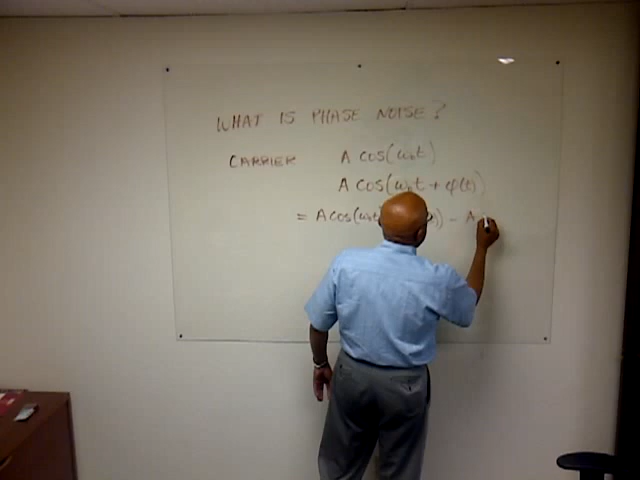 WHAT IS PHASE NOISE?
CARRIER A COS(ω₀t)
A COS(ω₀t + φ(t))
= A COS(ω₀t ) - A